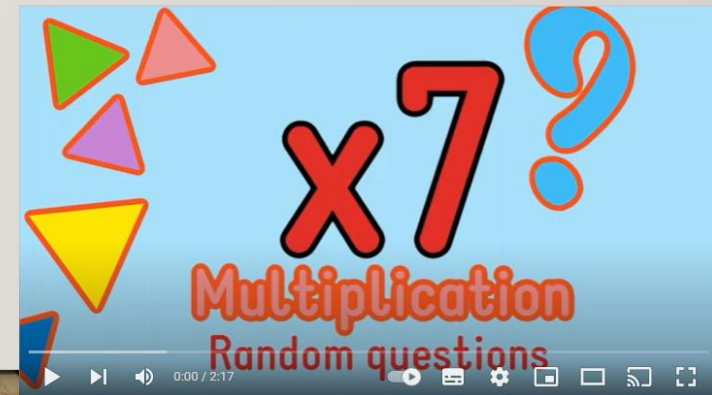 x7
?
Multiplication
Random questions
0:00 / 2:17